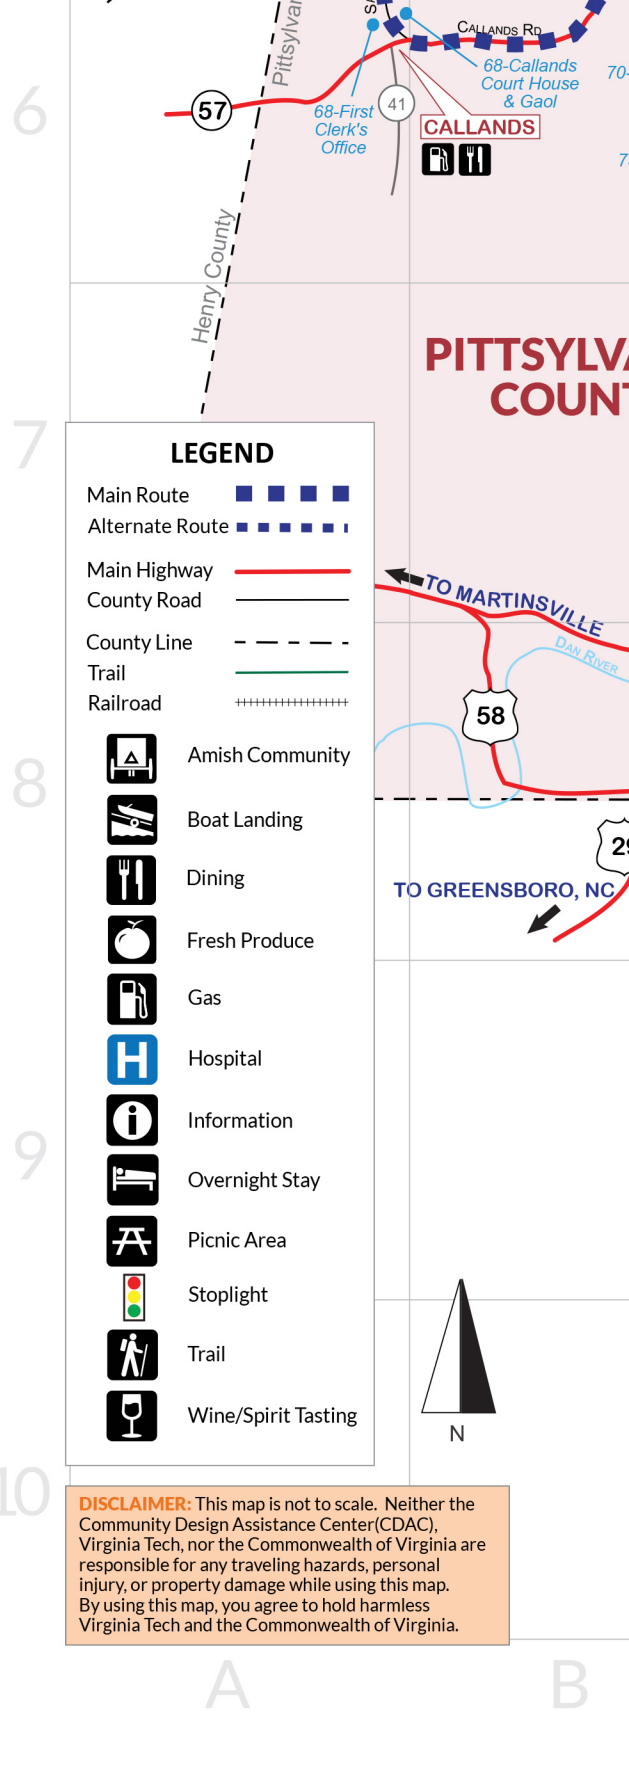 CALLANDS RD
Pittsylvan
6
68-Callands
Court House
& Gaol
70-
57
68-First
Clerk's
Office
41
CALLANDS
Henry County
PITTSYLVA
COUNT
7
LEGEND
Main Route
Alternate Route
Main Highway
County Road
County Line
Trail
Railroad
TO MARTINSVILLE
DAN RIVER
58
8
Amish Community
Boat Landing
Dining
Fresh Produce
Gas
Hospital
H
Information
i
Overnight Stay
Picnic Area
Stoplight
Trail
Wine/Spirit Tasting
29
TO GREENSBORO, NC
9
N
10
DISCLAIMER: This map is not to scale. Neither the
Community Design Assistance Center(CDAC),
Virginia Tech, nor the Commonwealth of Virginia are
responsible for any traveling hazards, personal
injury, or property damage while using this map.
By using this map, you agree to hold harmless
Virginia Tech and the Commonwealth of Virginia.
A
B